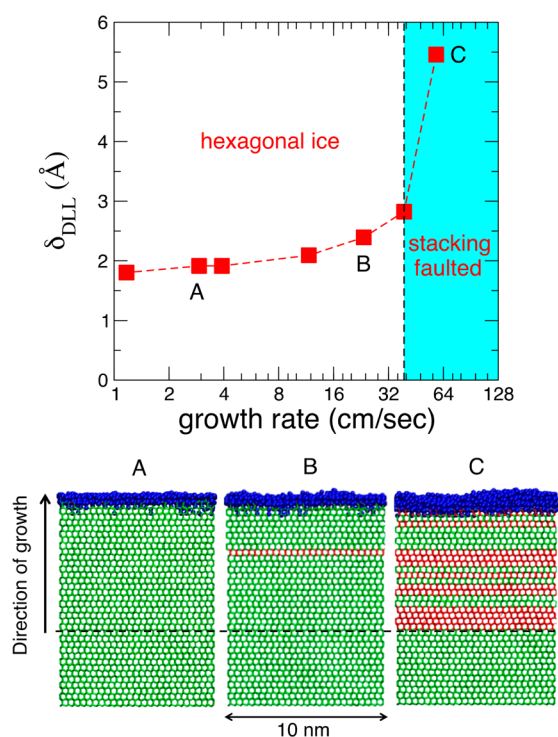 6
5
4
3
2
1
0
δDLL (Å)
hexagonal ice
C
B
A
stacking
faulted
1 2 4 8 16 32 64 128
growth rate (cm/sec)
A B C
Direction of growth
10 nm